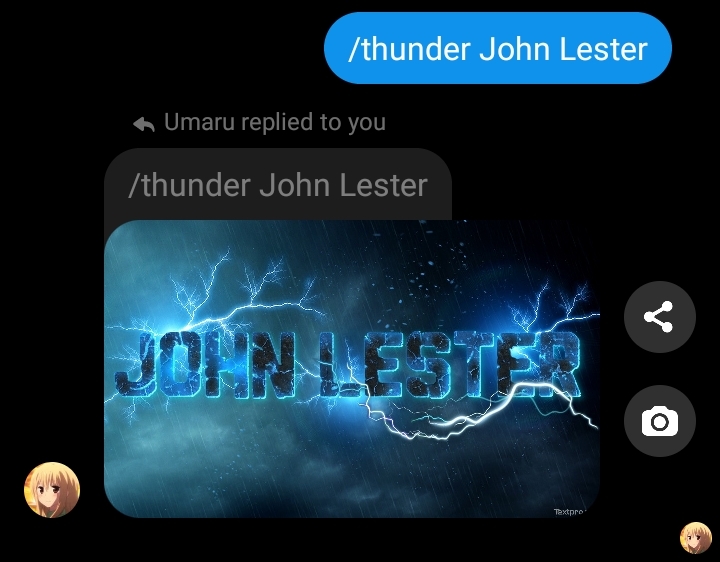 /thunder John Lester
Umaru replied to you
/thunder John Lester
JOHN LESTER
Textpro